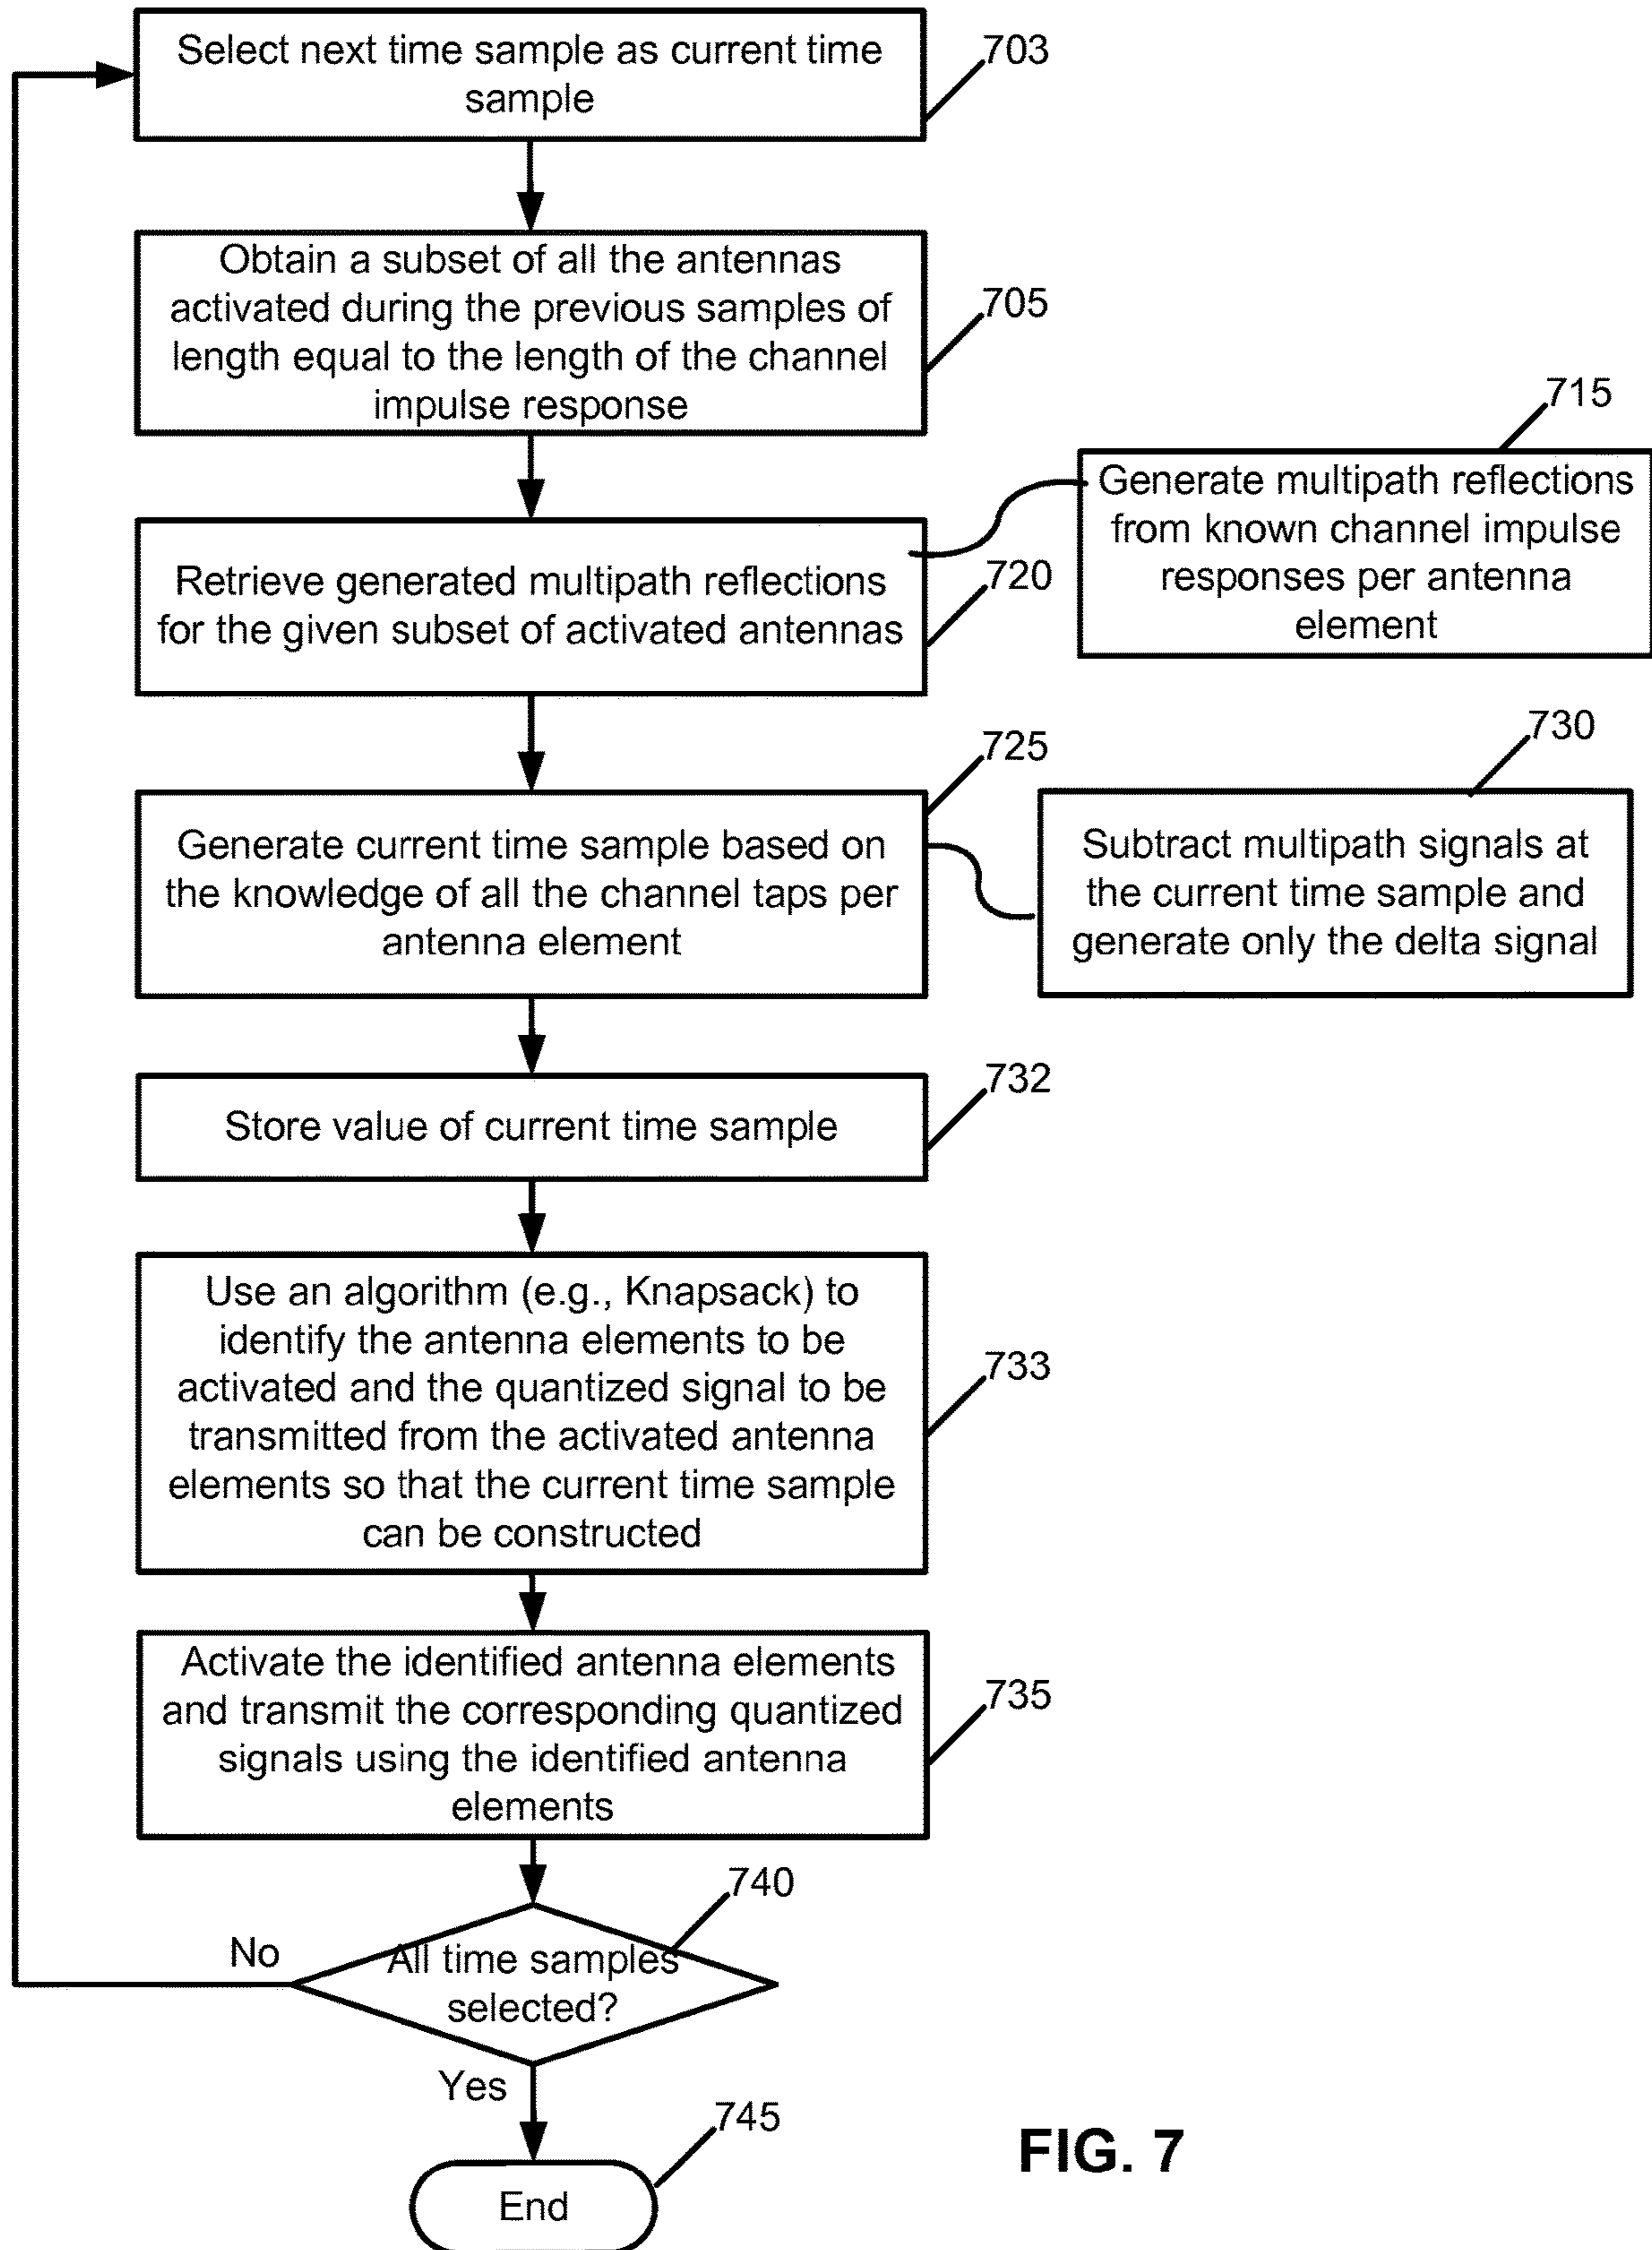 Select next time sample as current time
sample
703
Obtain a subset of all the antennas
activated during the previous samples of
length equal to the length of the channel
impulse response
705
715
Generate multipath reflections
from known channel impulse
responses per antenna
element
Retrieve generated multipath reflections
for the given subset of activated antennas
720
725
730
Generate current time sample based on
the knowledge of all the channel taps per
antenna element
Subtract multipath signals at
the current time sample and
generate only the delta signal
732
Store value of current time sample
Use an algorithm (e.g., Knapsack) to
identify the antenna elements to be
activated and the quantized signal to be
transmitted from the activated antenna
elements so that the current time sample
can be constructed
733
Activate the identified antenna elements
and transmit the corresponding quantized
signals using the identified antenna
elements
735
740
No
All time samples
selected?
Yes
745
End
FIG. 7